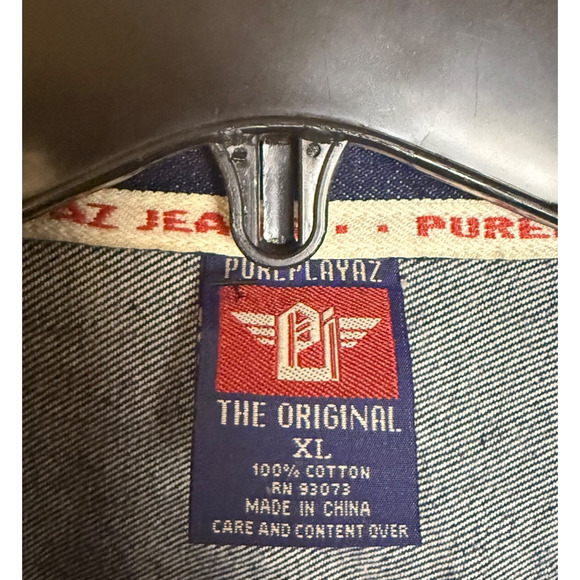 AZ JEA . . PURE
PUREPLAYAZ
PJ
THE ORIGINAL
XL
100% COTTON
RN 93073
MADE IN CHINA
CARE AND CONTENT OVER